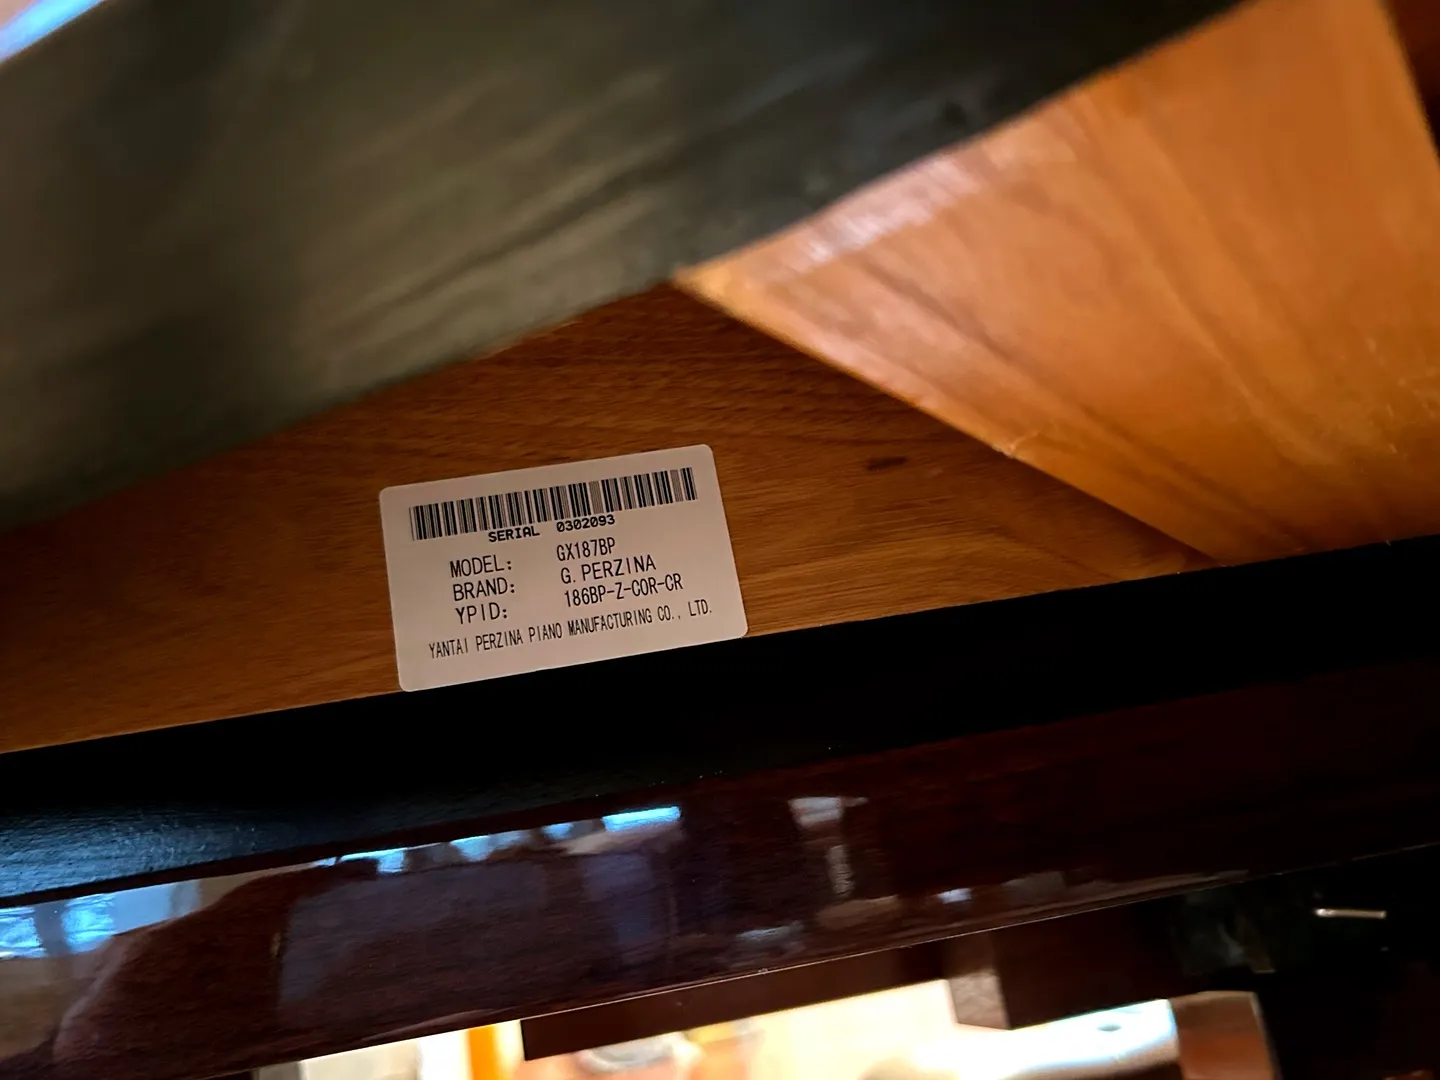 SERIAL 0302093
MODEL: GX187BP
BRAND: G. PERZINA
YPID: 186BP-Z-COR-CR
YANTAI PERZINA PIANO MANUFACTURING CO., LTD.